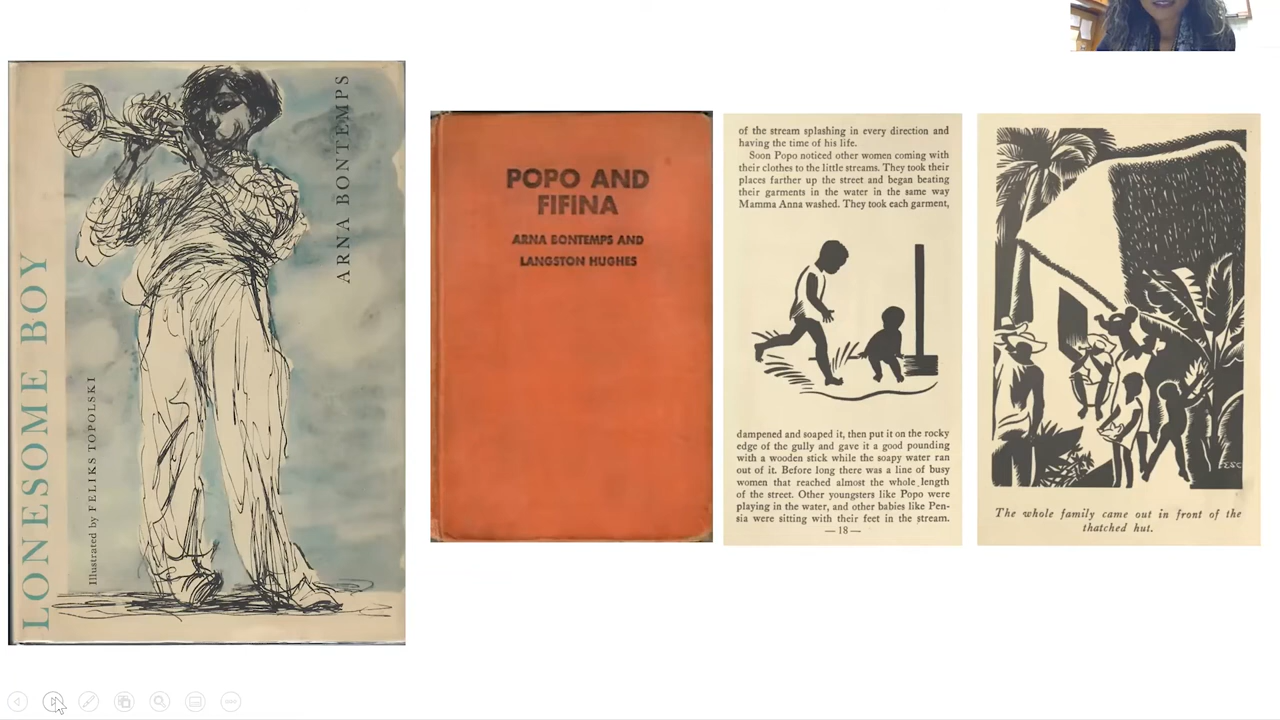 LONESOME BOY
Illustrated by FELIKS TOPOLSKI
ARNA BONTEMPS
POPO AND
FIFINA
ARNA BONTEMPS AND
LANGSTON HUGHES
of the stream splashing in every direction and
having the time of his life.
Soon Popo noticed other women coming with
their clothes to the little streams. They took their
places farther up the street and began beating
their garments in the water in the same way
Mamma Anna washed. They took each garment,
dampened and soaped it, then put it on the rocky
edge of the gully and gave it a good pounding
with a wooden stick while the soapy water ran
out of it. Before long there was a line of busy
women that reached almost the whole length
of the street. Other youngsters like Popo were
playing in the water, and other babies like Pen-
sia were sitting with their feet in the stream.
— 18 —
ESC
The whole family came out in front of the
thatched hut.